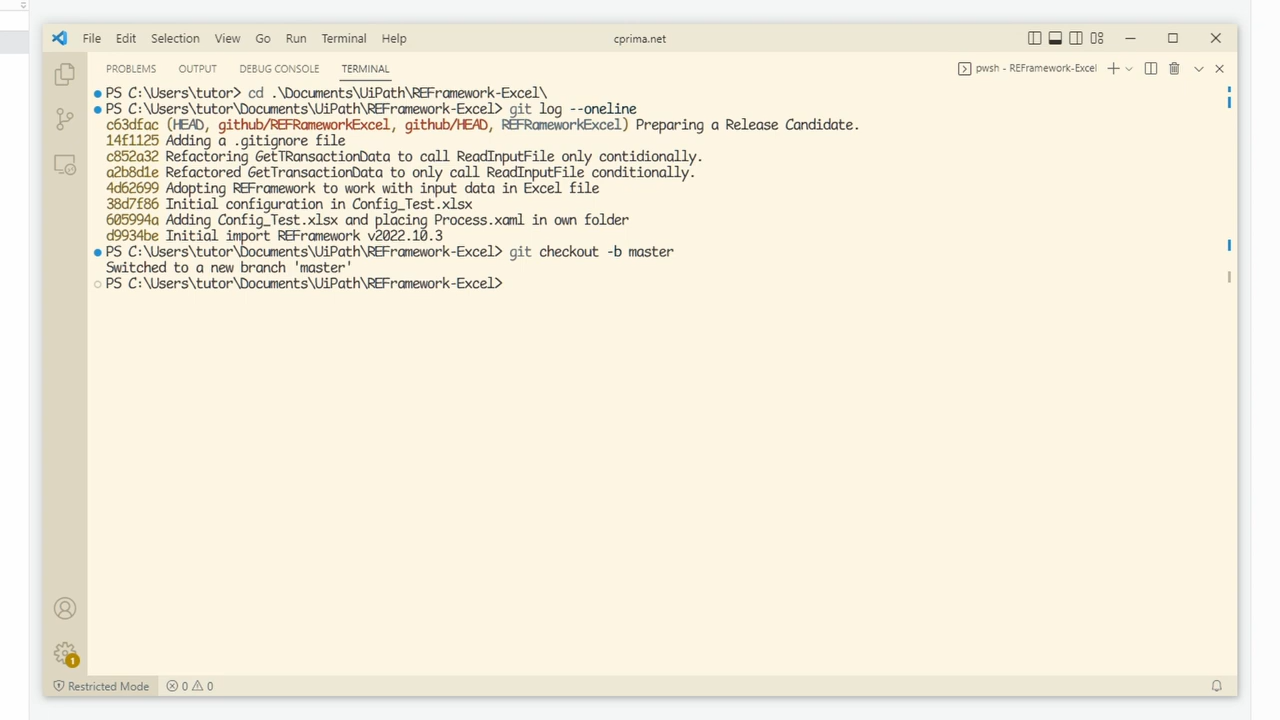 File Edit Selection View Go Run Terminal Help cprima.net
PROBLEMS OUTPUT DEBUG CONSOLE TERMINAL pwsh - REFramework-Excel
PS C:\Users\tutor> cd .\Documents\UiPath\REFramework-Excel\
PS C:\Users\tutor\Documents\UiPath\REFramework-Excel> git log --oneline
c63dfac (HEAD, github/REFRameworkExcel, github/HEAD, REFRameworkExcel) Preparing a Release Candidate.
14f1125 Adding a .gitignore file
c852a32 Refactoring GetTRansactionData to call ReadInputFile only contidionally.
a2b8d1e Refactored GetTransactionData to only call ReadInputFile conditionally.
4d62699 Adopting REFramework to work with input data in Excel file
38d7f86 Initial configuration in Config_Test.xlsx
605994a Adding Config_Test.xlsx and placing Process.xaml in own folder
d9934be Initial import REFramework v2022.10.3
PS C:\Users\tutor\Documents\UiPath\REFramework-Excel> git checkout -b master
Switched to a new branch 'master'
PS C:\Users\tutor\Documents\UiPath\REFramework-Excel>
1
Restricted Mode 0 0